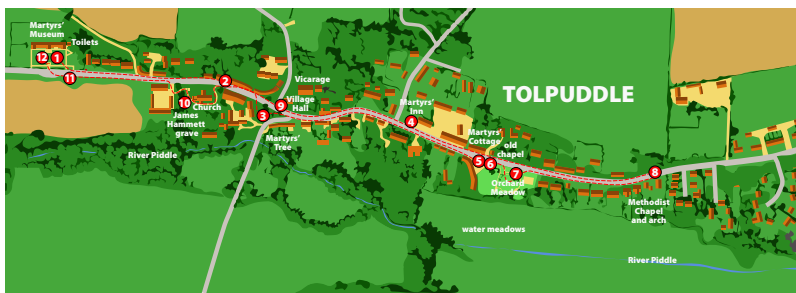 Martyrs'
Museum
Toilets
12
1
11
2
Church
10
James
Hammett
grave
Vicarage
9
Village
Hall
3
Martyrs'
Tree
River Piddle
Martyrs'
Inn
4
TOLPUDDLE
Martyrs'
Cottage
old
chapel
5
6
7
Orchard
Meadow
8
Methodist
Chapel
and arch
water meadows
River Piddle